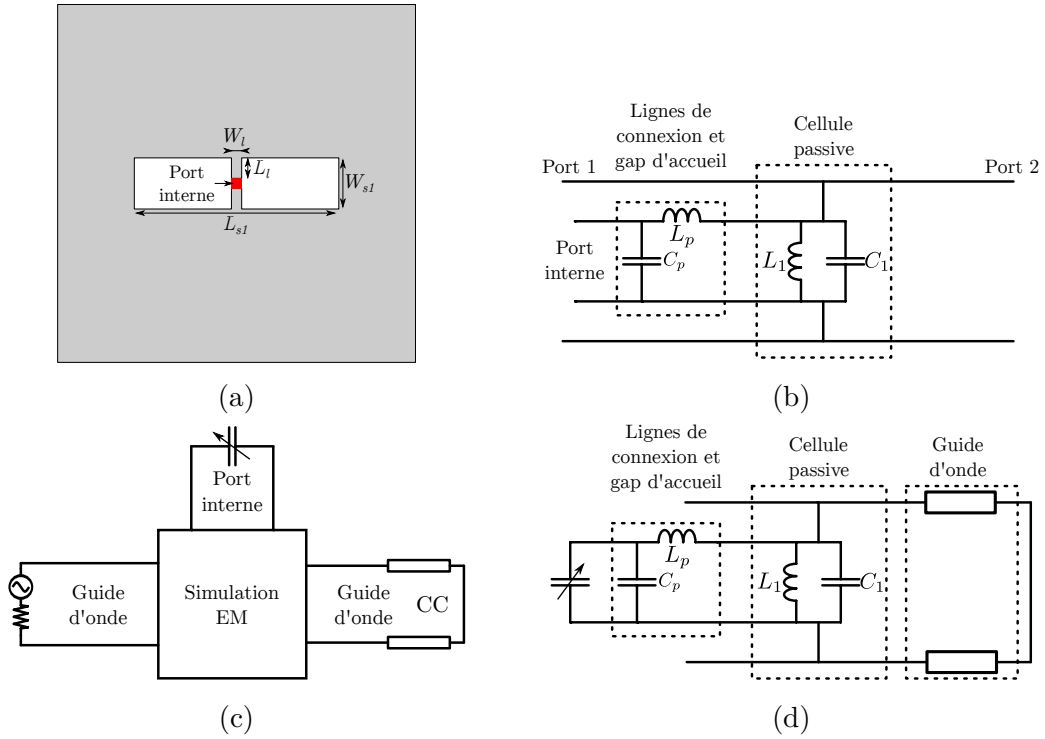 W_l
L_l
Port
interne
W_s1
L_s1
(a)
Lignes de
connexion et
gap d'accueil
Cellule
passive
Port 1
Port 2
L_p
Port
interne
C_p
L_1
C_1
(b)
Port
interne
Guide
d'onde
Simulation
EM
Guide
d'onde
CC
(c)
Lignes de
connexion et
gap d'accueil
Cellule
passive
Guide
d'onde
L_p
C_p
L_1
C_1
(d)